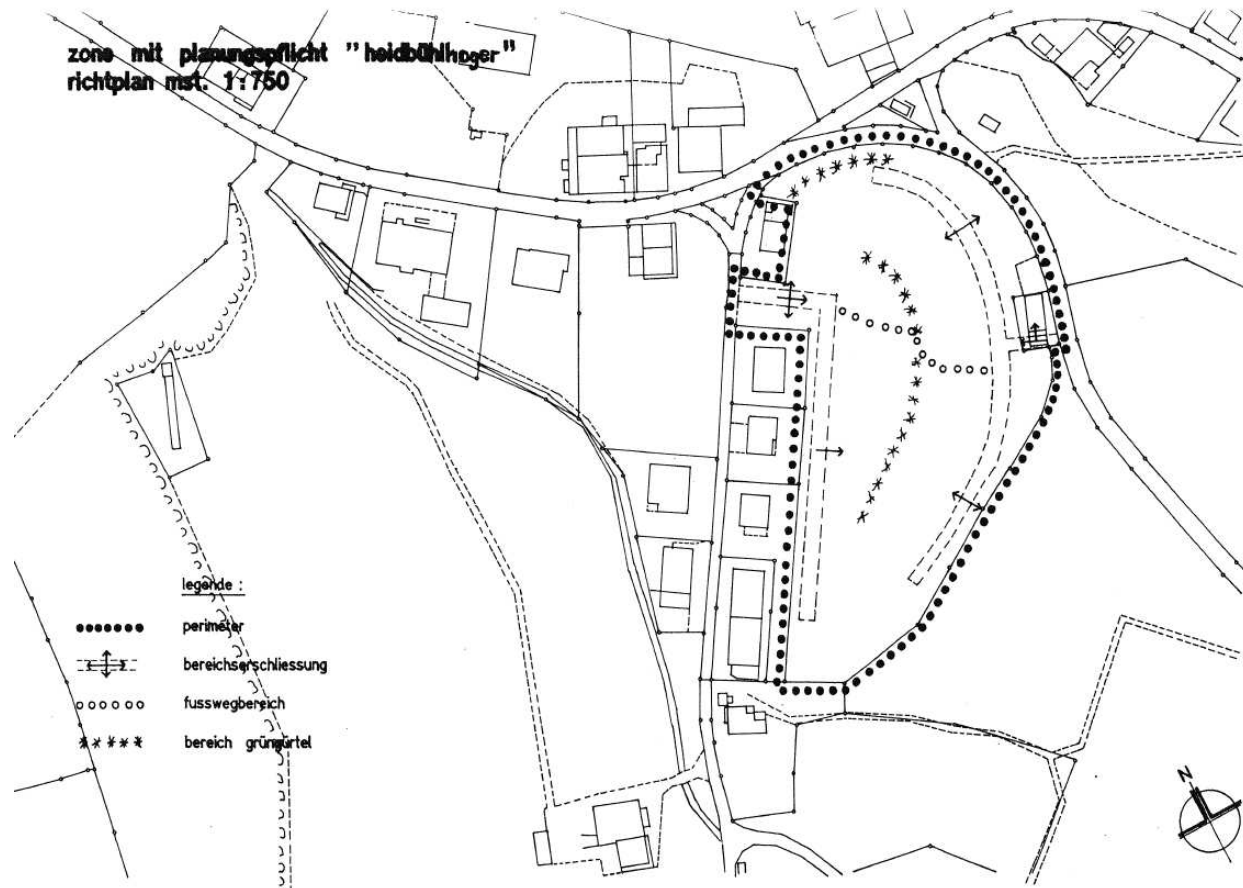 zone mit planungspflicht "heidbühlhoger"
richtplan mst. 1:750
legende :
perimeter
bereichserschliessung
fusswegbereich
bereich grüngürtel
N